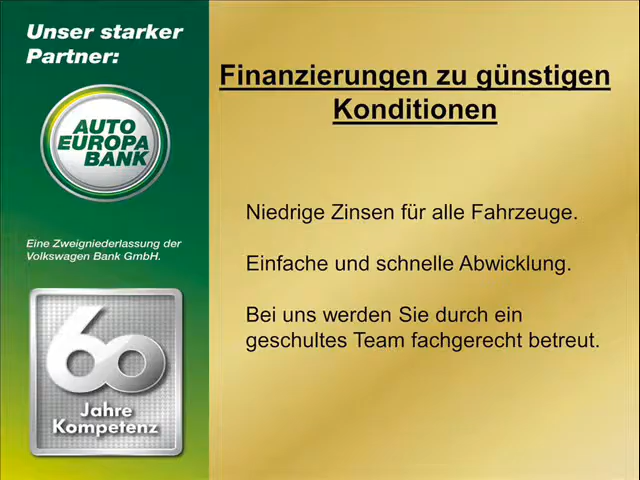 Unser starker
Partner:
AUTO
EUROPA
BANK
Eine Zweigniederlassung der
Volkswagen Bank GmbH.
60
Jahre
Kompetenz
Finanzierungen zu günstigen
Konditionen
Niedrige Zinsen für alle Fahrzeuge.
Einfache und schnelle Abwicklung.
Bei uns werden Sie durch ein
geschultes Team fachgerecht betreut.